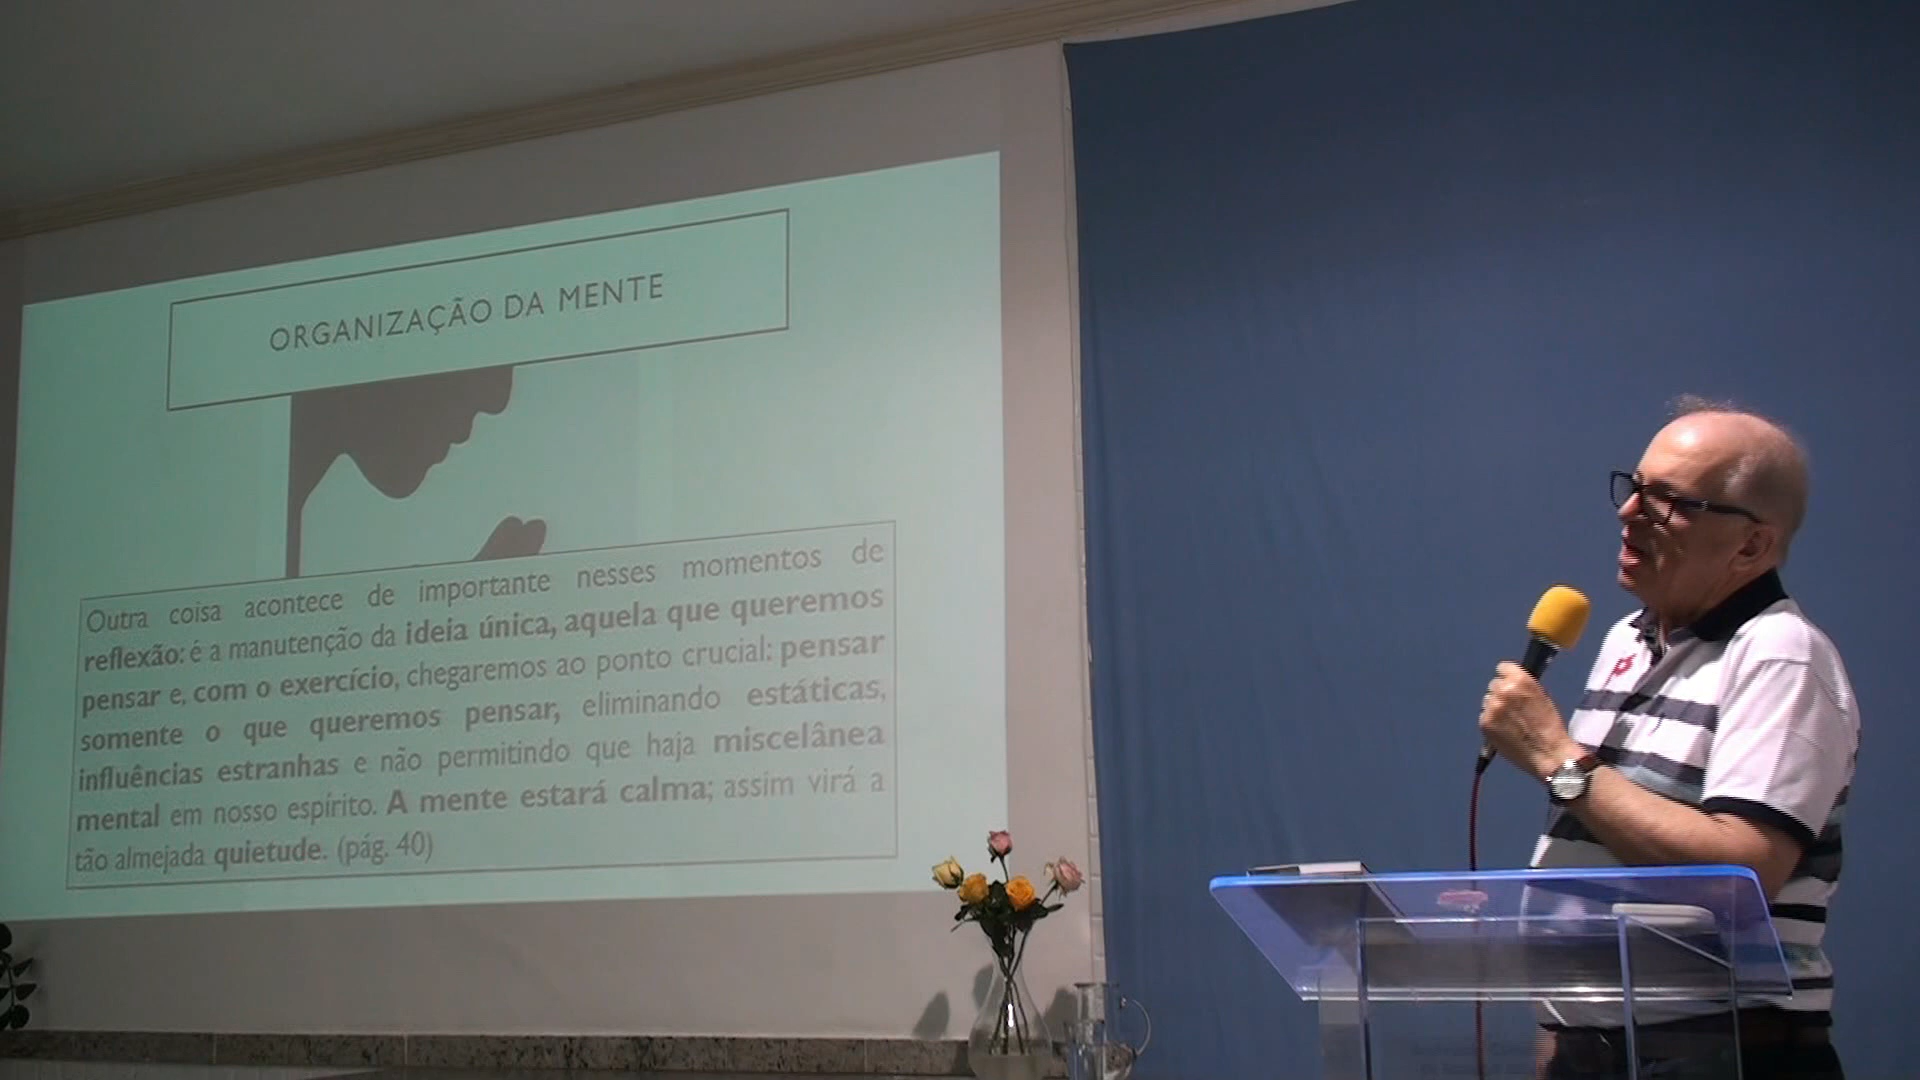 ORGANIZAÇÃO DA MENTE
Outra coisa acontece de importante nesses momentos de
reflexão: é a manutenção da ideia única, aquela que queremos
pensar e, com o exercício, chegaremos ao ponto crucial: pensar
somente o que queremos pensar, eliminando estáticas,
influências estranhas e não permitindo que haja miscelânea
mental em nosso espírito. A mente estará calma; assim virá a
tão almejada quietude. (pág. 40)